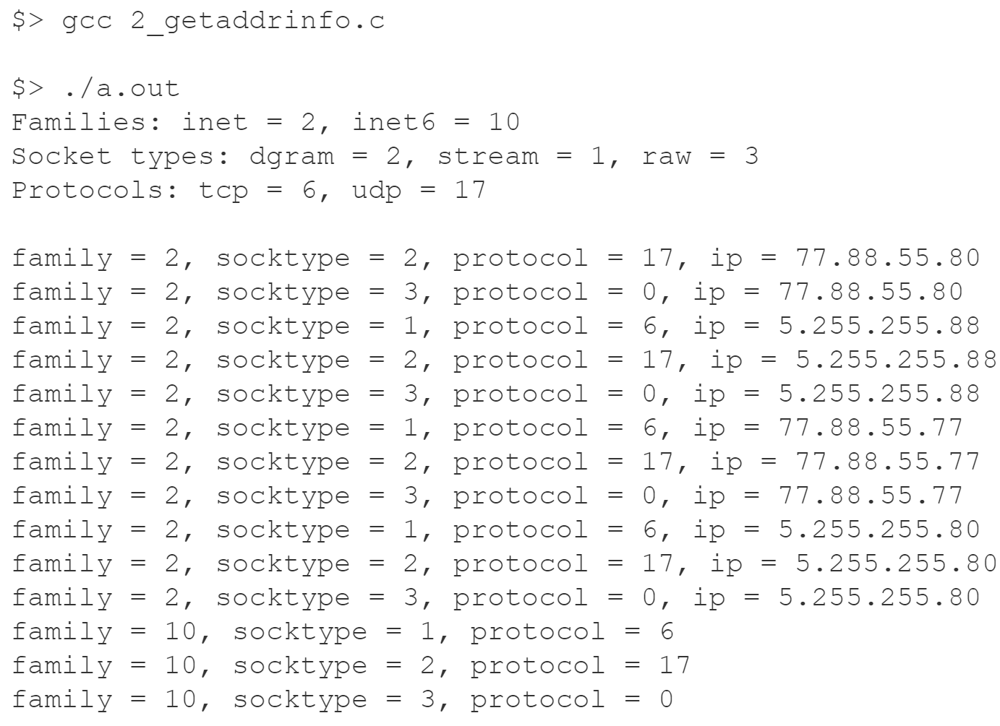 $> gcc 2_getaddrinfo.c
$> ./a.out
Families: inet = 2, inet6 = 10
Socket types: dgram = 2, stream = 1, raw = 3
Protocols: tcp = 6, udp = 17
family = 2, socktype = 2, protocol = 17, ip = 77.88.55.80
family = 2, socktype = 3, protocol = 0, ip = 77.88.55.80
family = 2, socktype = 1, protocol = 6, ip = 5.255.255.88
family = 2, socktype = 2, protocol = 17, ip = 5.255.255.88
family = 2, socktype = 3, protocol = 0, ip = 5.255.255.88
family = 2, socktype = 1, protocol = 6, ip = 77.88.55.77
family = 2, socktype = 2, protocol = 17, ip = 77.88.55.77
family = 2, socktype = 3, protocol = 0, ip = 77.88.55.77
family = 2, socktype = 1, protocol = 6, ip = 5.255.255.80
family = 2, socktype = 2, protocol = 17, ip = 5.255.255.80
family = 2, socktype = 3, protocol = 0, ip = 5.255.255.80
family = 10, socktype = 1, protocol = 6
family = 10, socktype = 2, protocol = 17
family = 10, socktype = 3, protocol = 0